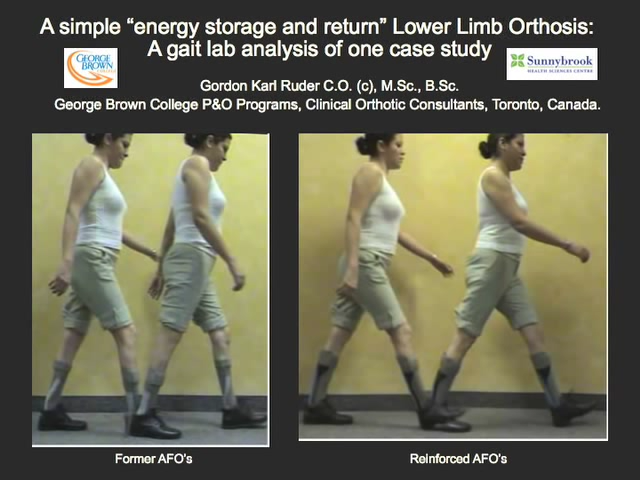 A simple “energy storage and return” Lower Limb Orthosis:
A gait lab analysis of one case study
GEORGE
BROWN
Sunnybrook
HEALTH SCIENCES CENTRE
Gordon Karl Ruder C.O. (c), M.Sc., B.Sc.
George Brown College P&O Programs, Clinical Orthotic Consultants, Toronto, Canada.
Former AFO's
Reinforced AFO's